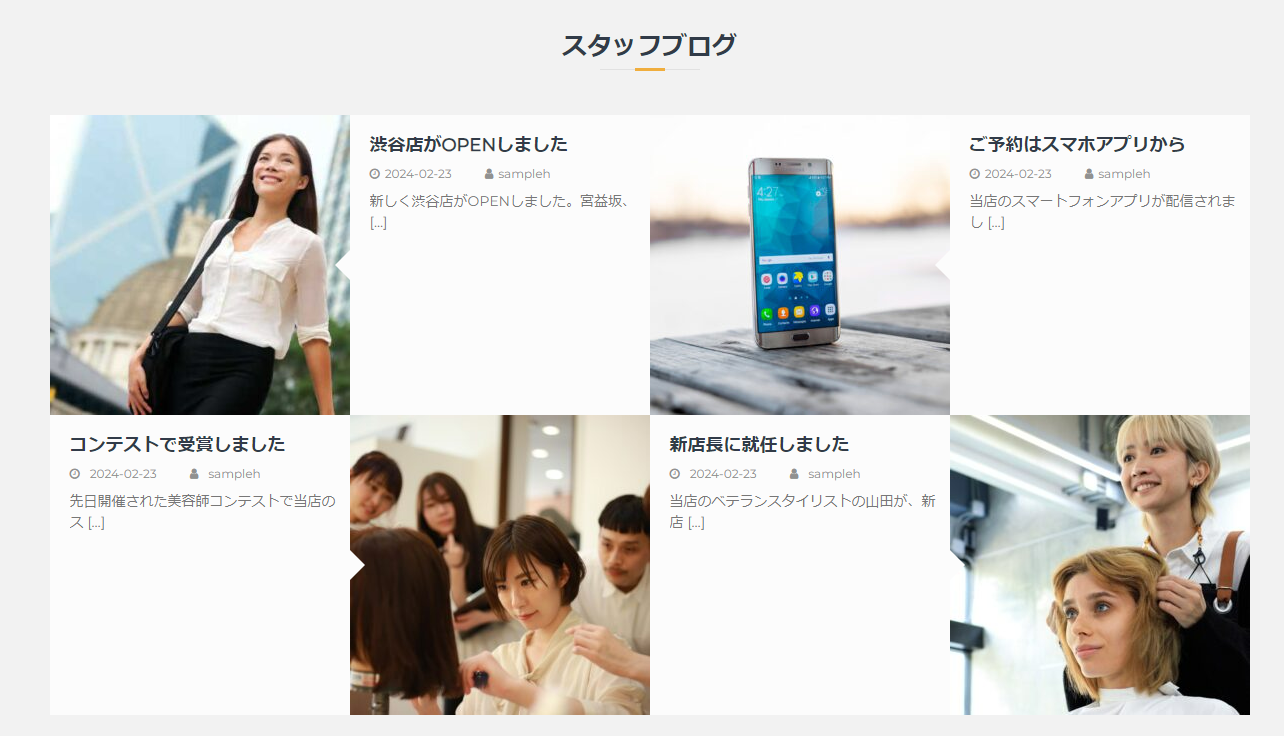 スタッフブログ
渋谷店がOPENしました
2024-02-23 sampleh
新しく渋谷店がOPENしました。宮益坂、
[...]
4:27
ご予約はスマホアプリから
2024-02-23 sampleh
当店のスマートフォンアプリが配信されま
し [...]
コンテストで受賞しました
2024-02-23 sampleh
先日開催された美容師コンテストで当店の
ス [...]
新店長に就任しました
2024-02-23 sampleh
当店のベテランスタイリストの山田が、新
店 [...]